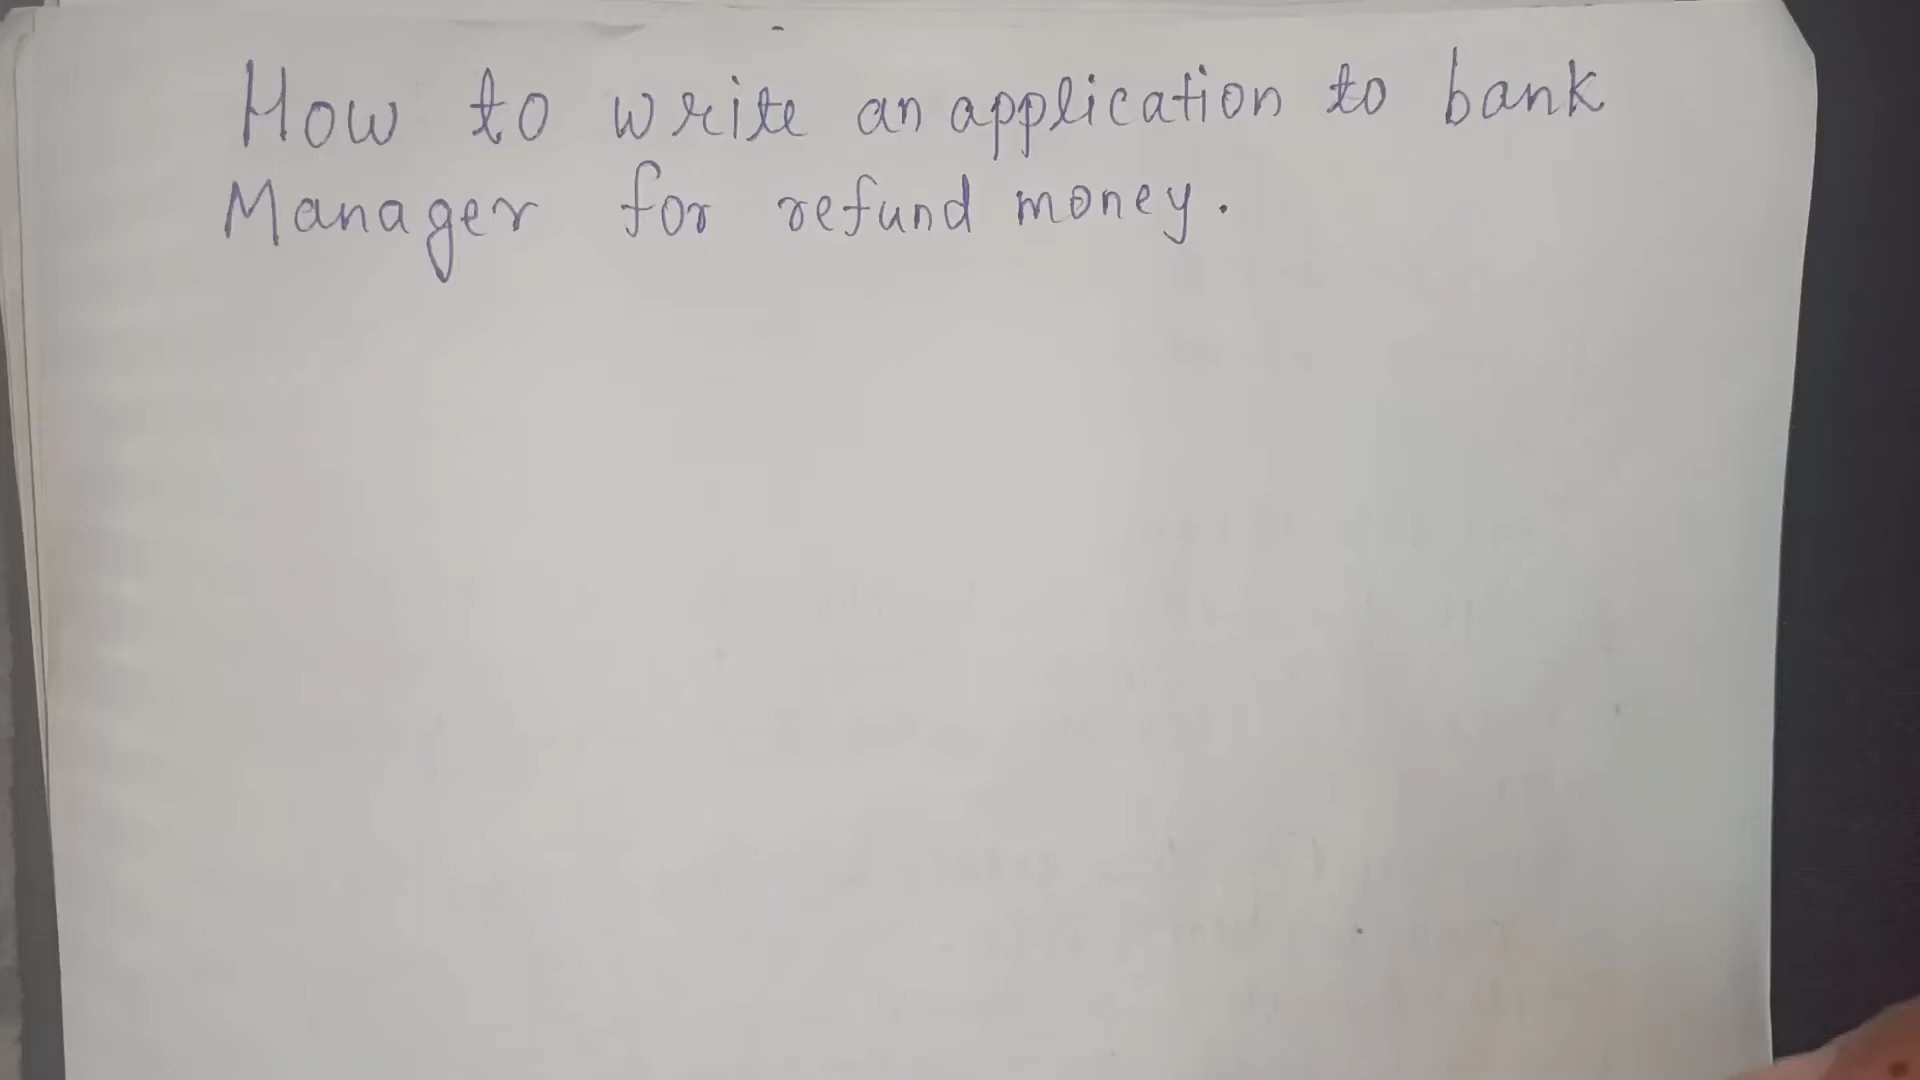 How to write an application to bank
Manager for refund money.